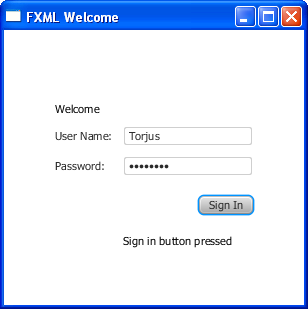 FXML Welcome
Welcome
User Name: Torjus
Password: ••••••••
Sign In
Sign in button pressed